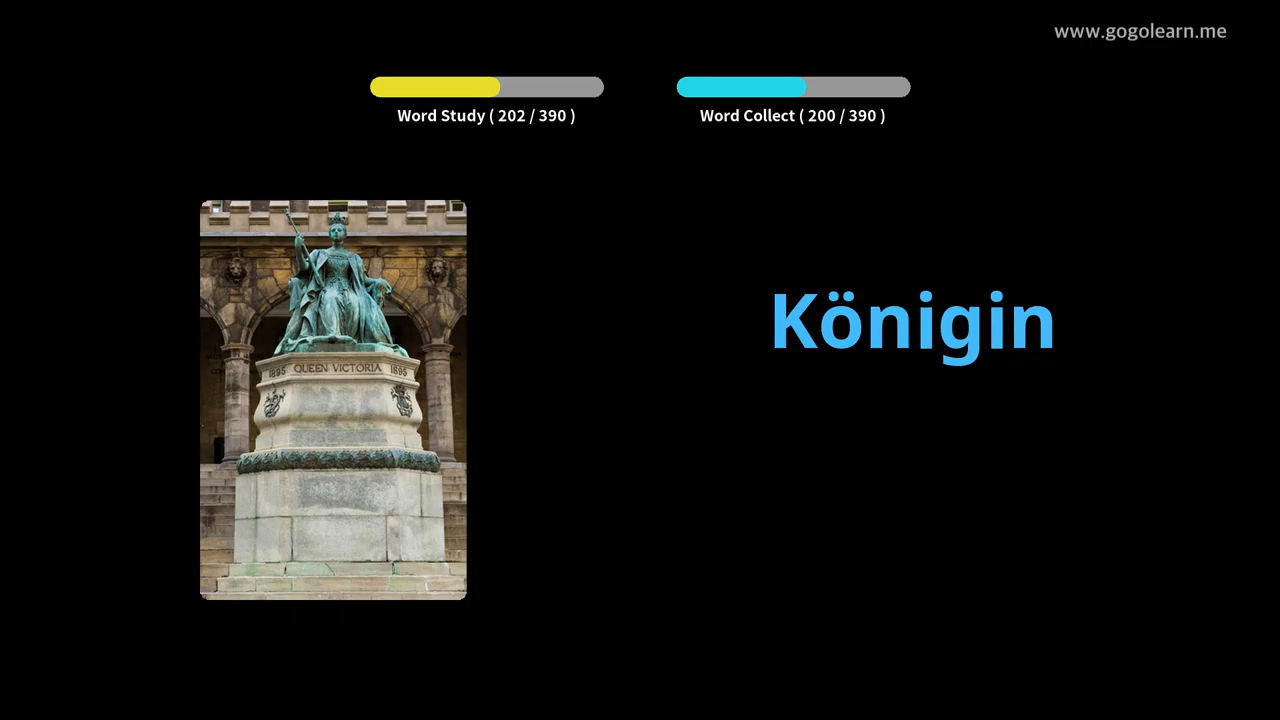 www.gogolearn.me
Word Study ( 202 / 390 )
Word Collect ( 200 / 390 )
Königin
1895 QUEEN VICTORIA 1895